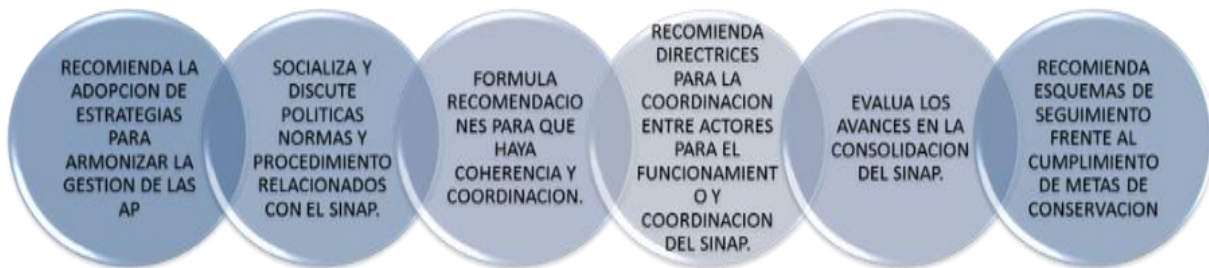 RECOMIENDA LA
ADOPCION DE
ESTRATEGIAS
PARA
ARMONIZAR LA
GESTION DE LAS
AP
SOCIALIZA Y
DISCUTE
POLITICAS
NORMAS Y
PROCEDIMIENTO
RELACIONADOS
CON EL SINAP.
FORMULA
RECOMENDACIO
NES PARA QUE
HAYA
COHERENCIA Y
COORDINACION.
RECOMIENDA
DIRECTRICES
PARA LA
COORDINACION
ENTRE ACTORES
PARA EL
FUNCIONAMIENT
O Y
COORDINACION
DEL SINAP.
EVALUA LOS
AVANCES EN LA
CONSOLIDACION
DEL SINAP.
RECOMIENDA
ESQUEMAS DE
SEGUIMIENTO
FRENTE AL
CUMPLIMIENTO
DE METAS DE
CONSERVACION